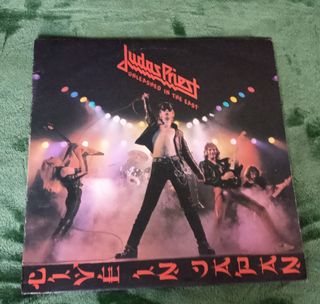 Judas Priest
UNLEASHED IN THE EAST
LIVE IN JAPAN